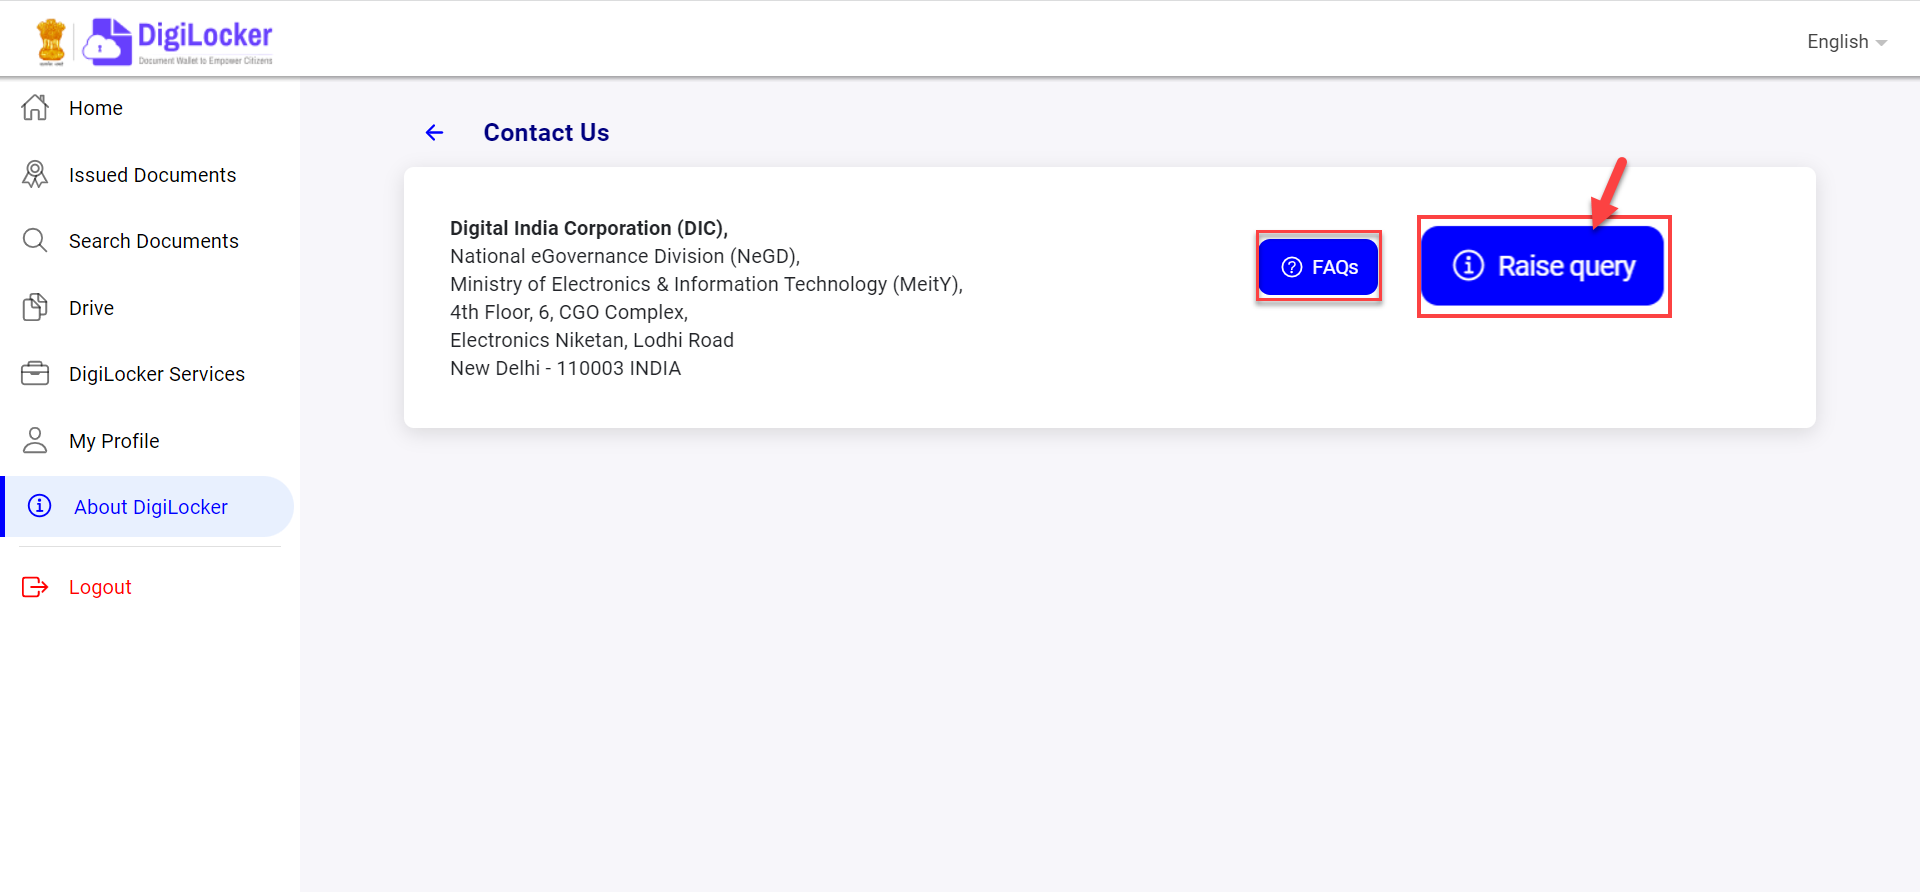 DigiLocker
Document Wallet to Empower Citizens
English
Home
Issued Documents
Search Documents
Drive
DigiLocker Services
My Profile
About DigiLocker
Logout
Contact Us
Digital India Corporation (DIC),
National eGovernance Division (NeGD),
Ministry of Electronics & Information Technology (MeitY),
4th Floor, 6, CGO Complex,
Electronics Niketan, Lodhi Road
New Delhi - 110003 INDIA
FAQs
Raise query